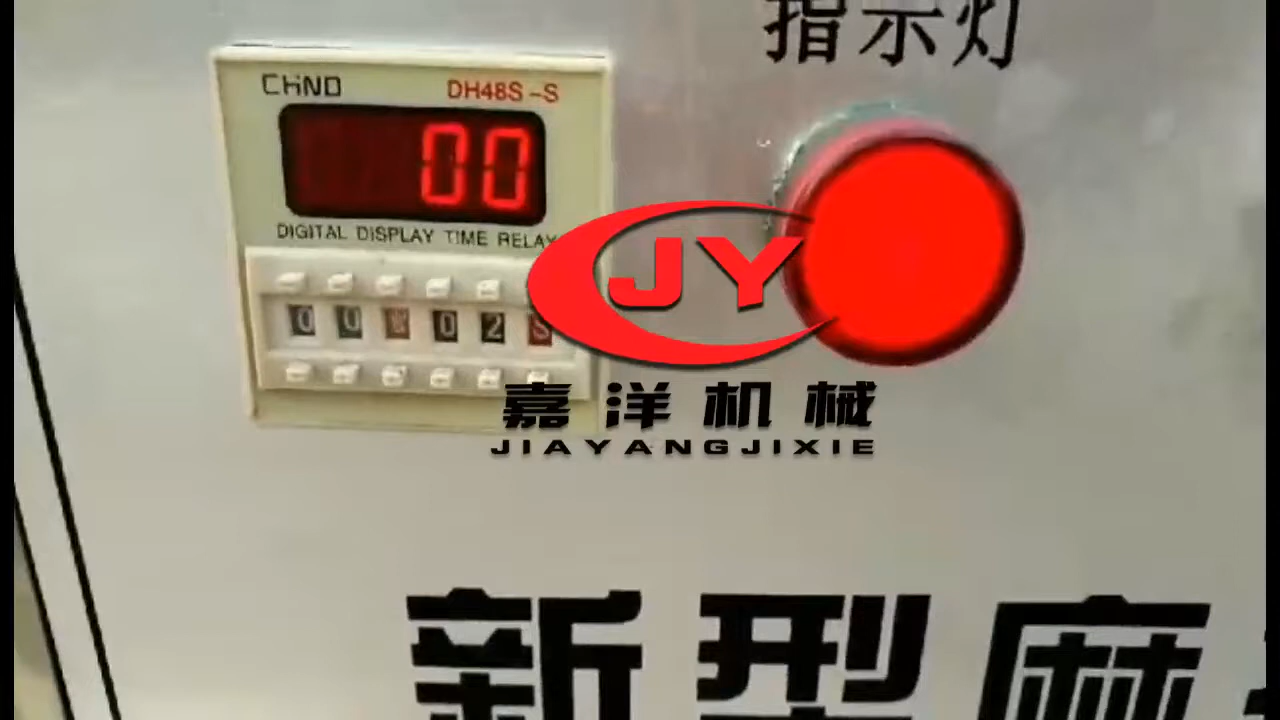 指示灯
CHNO DH48S-S
00
DIGITAL DISPLAY TIME RELAY
0 0 0 2 S
JY
嘉洋机械
JIAYANGJIXIE
新型麻